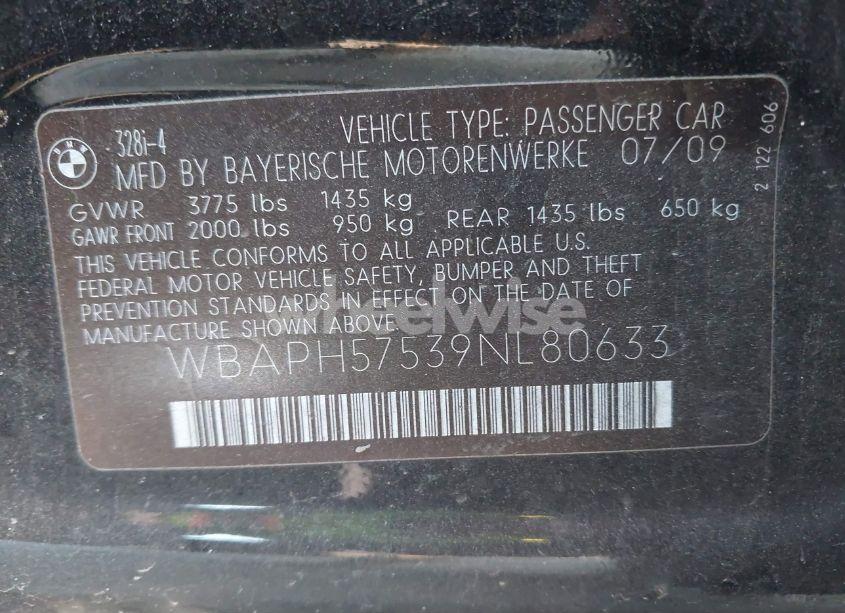 BMW
328i-4
VEHICLE TYPE: PASSENGER CAR
MFD BY BAYERISCHE MOTORENWERKE 07/09
GVWR 3775 lbs 1435 kg
GAWR FRONT 2000 lbs 950 kg REAR 1435 lbs 650 kg
THIS VEHICLE CONFORMS TO ALL APPLICABLE U.S.
FEDERAL MOTOR VEHICLE SAFETY, BUMPER AND THEFT
PREVENTION STANDARDS IN EFFECT ON THE DATE OF
MANUFACTURE SHOWN ABOVE.
WBAPH57539NL80633
2 122 606
wheelwise